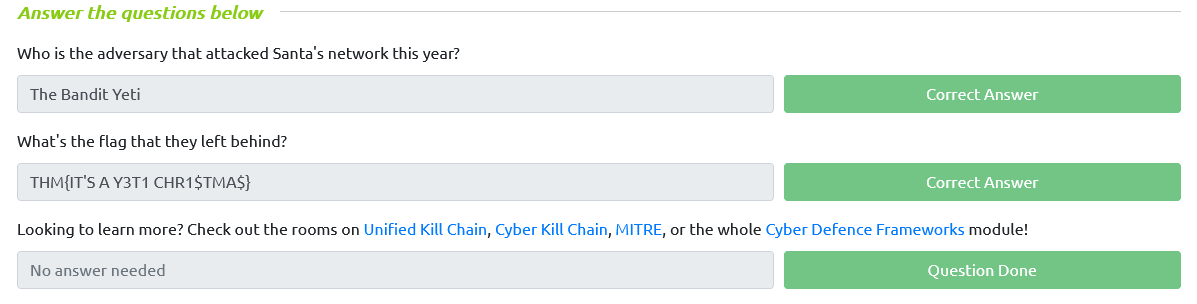 Answer the questions below
Who is the adversary that attacked Santa's network this year?
The Bandit Yeti
Correct Answer
What's the flag that they left behind?
THM{IT'S A Y3T1 CHR1$TMA$}
Correct Answer
Looking to learn more? Check out the rooms on Unified Kill Chain, Cyber Kill Chain, MITRE, or the whole Cyber Defence Frameworks module!
No answer needed
Question Done